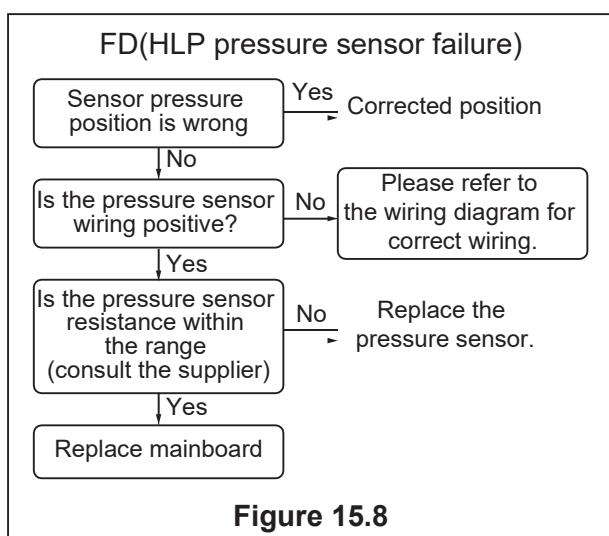 FD(HLP pressure sensor failure)
Sensor pressure
position is wrong
Yes
Corrected position
No
Is the pressure sensor
wiring positive?
No
Please refer to
the wiring diagram for
correct wiring.
Yes
Is the pressure sensor
resistance within
the range
(consult the supplier)
No
Replace the
pressure sensor.
Yes
Replace mainboard
Figure 15.8